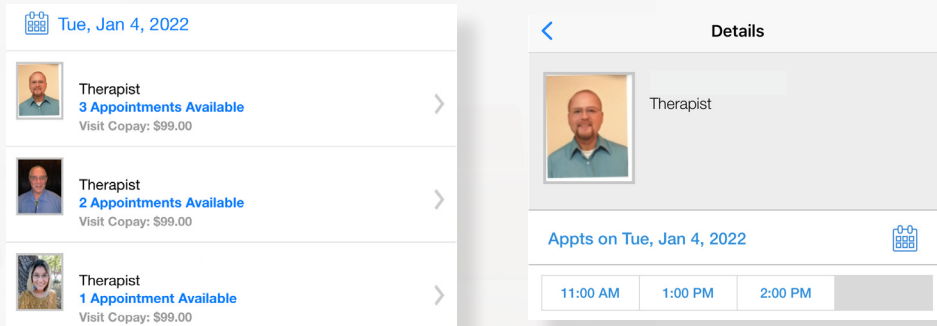 Tue, Jan 4, 2022
Therapist
3 Appointments Available
Visit Copay: $99.00
Therapist
2 Appointments Available
Visit Copay: $99.00
Therapist
1 Appointment Available
Visit Copay: $99.00
Details
Therapist
Appts on Tue, Jan 4, 2022
11:00 AM 1:00 PM 2:00 PM